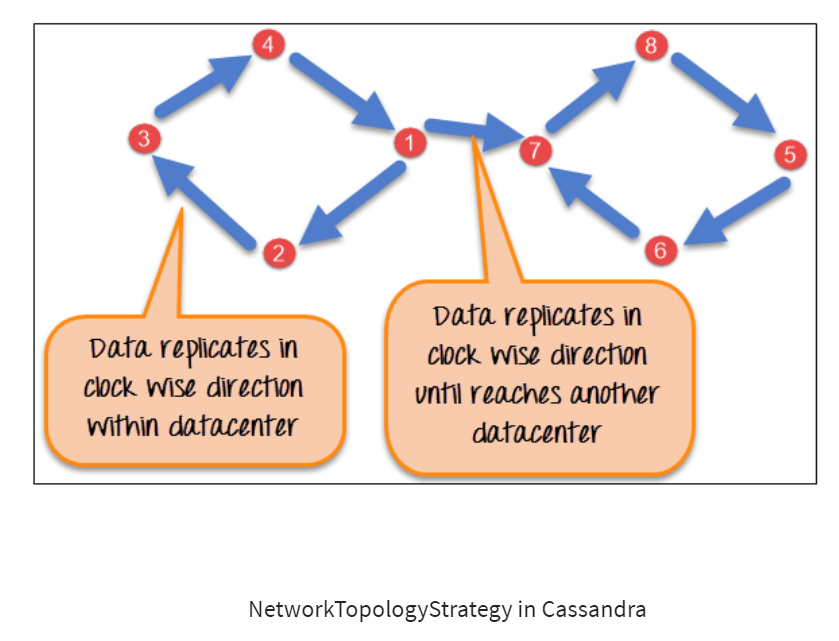 4
8
3
1
7
5
2
6
Data replicates in
clock wise direction
within datacenter
Data replicates in
clock wise direction
until reaches another
datacenter
NetworkTopologyStrategy in Cassandra